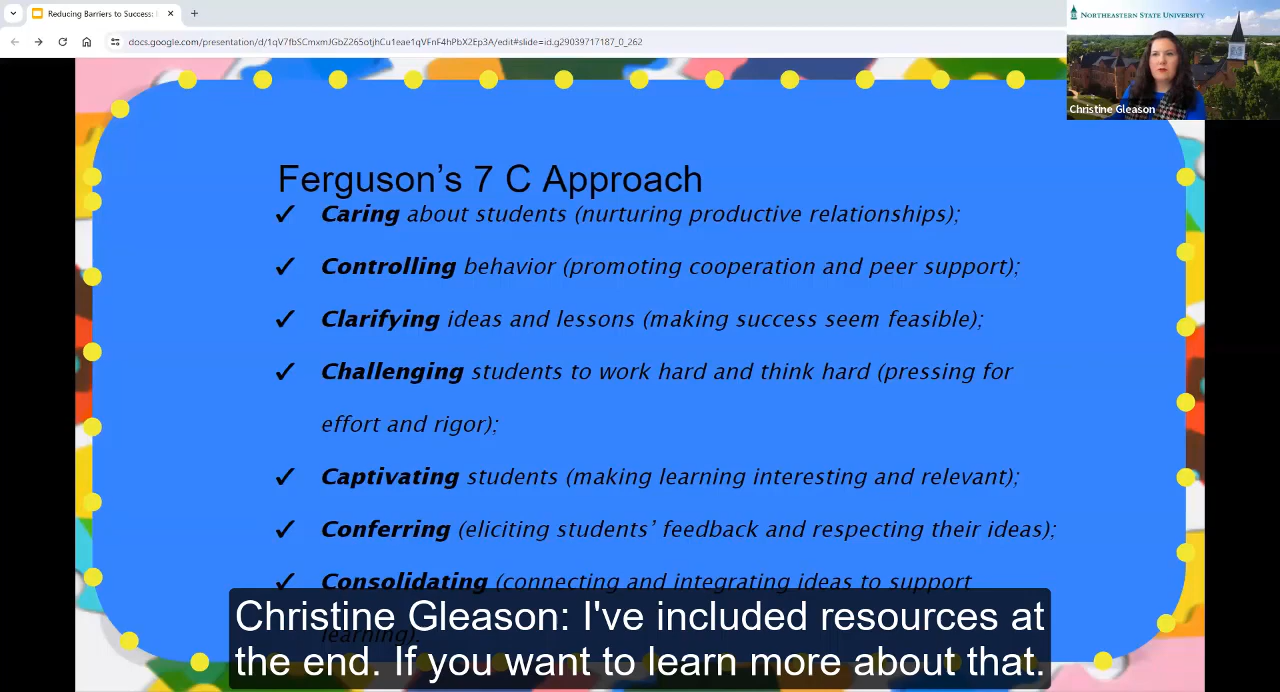 Reducing Barriers to Success:
docs.google.com/presentation/d/1qV7fbSCmxmJGbZ265otjhCu1eae1qVFnF4hPbX2Ep3A/edit#slide=id.g29039717187_0_262
NORTHEASTERN STATE UNIVERSITY
Christine Gleason
Ferguson’s 7 C Approach
✓ Caring about students (nurturing productive relationships);
✓ Controlling behavior (promoting cooperation and peer support);
✓ Clarifying ideas and lessons (making success seem feasible);
✓ Challenging students to work hard and think hard (pressing for
effort and rigor);
✓ Captivating students (making learning interesting and relevant);
✓ Conferring (eliciting students’ feedback and respecting their ideas);
✓ Consolidating (connecting and integrating ideas to support
learning).
Christine Gleason: I've included resources at
the end. If you want to learn more about that.